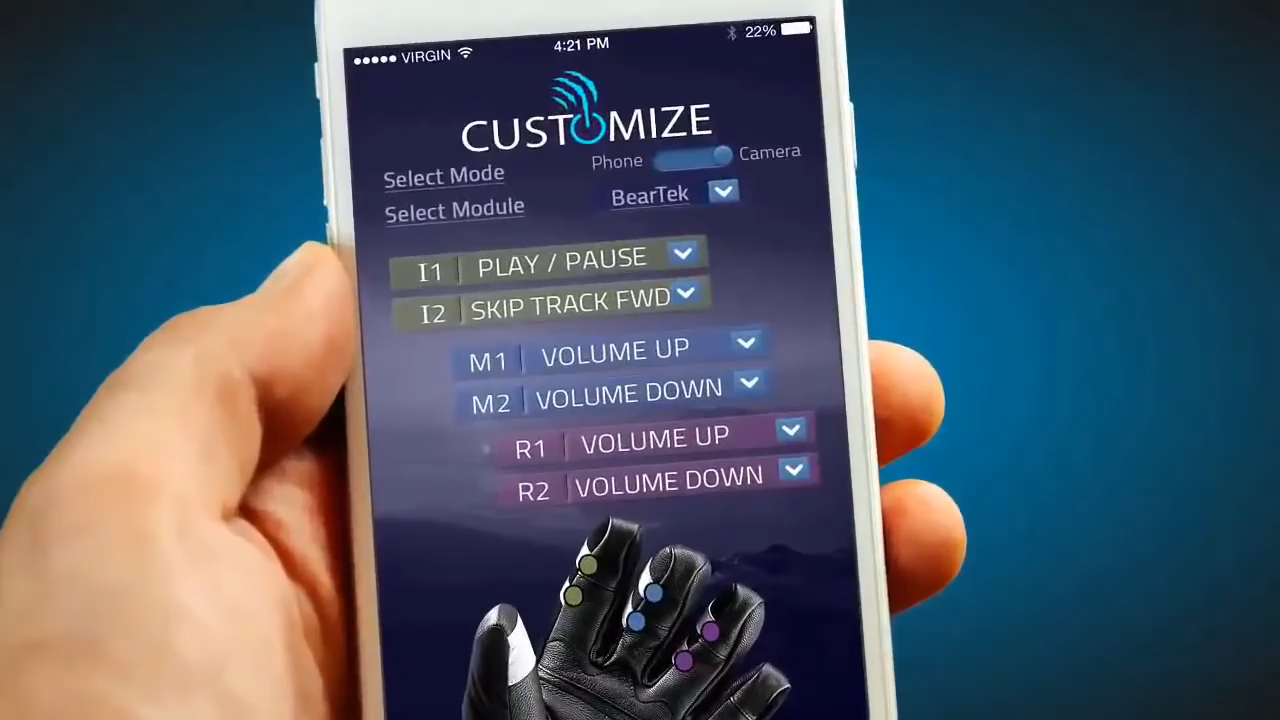 VIRGIN 4:21 PM 22%
CUSTOMIZE
Select Mode Phone Camera
Select Module BearTek
I1 PLAY / PAUSE
I2 SKIP TRACK FWD
M1 VOLUME UP
M2 VOLUME DOWN
R1 VOLUME UP
R2 VOLUME DOWN